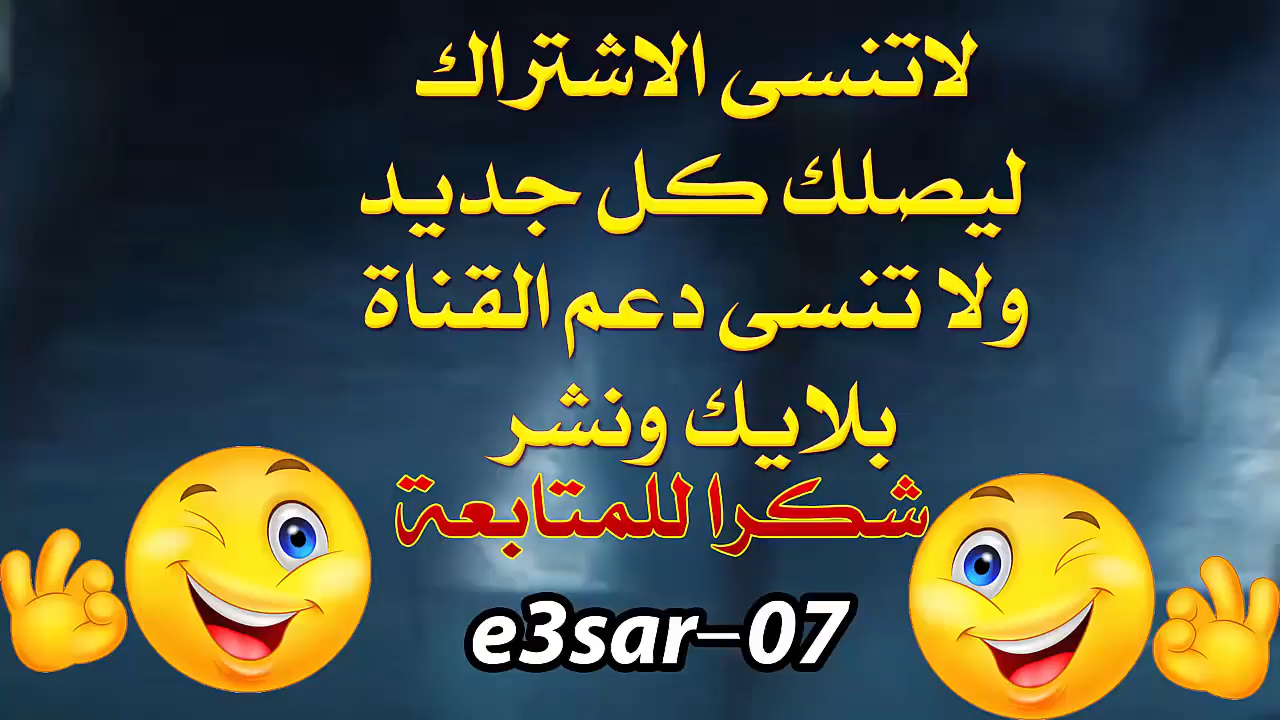 لاتنسى الاشتراك
ليصلك كل جديد
ولا تنسى دعم القناة
بلايك ونشر
شكرا للمتابعة
e3sar-07